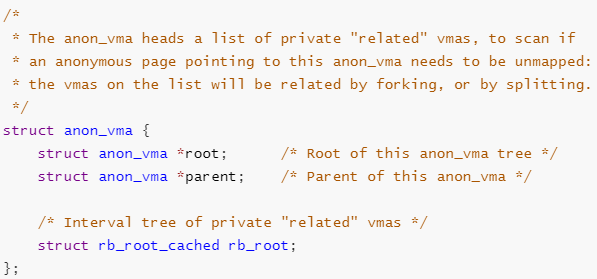 /*
 * The anon_vma heads a list of private "related" vmas, to scan if
 * an anonymous page pointing to this anon_vma needs to be unmapped:
 * the vmas on the list will be related by forking, or by splitting.
 */
struct anon_vma {
    struct anon_vma *root;      /* Root of this anon_vma tree */
    struct anon_vma *parent;    /* Parent of this anon_vma */

    /* Interval tree of private "related" vmas */
    struct rb_root_cached rb_root;
};